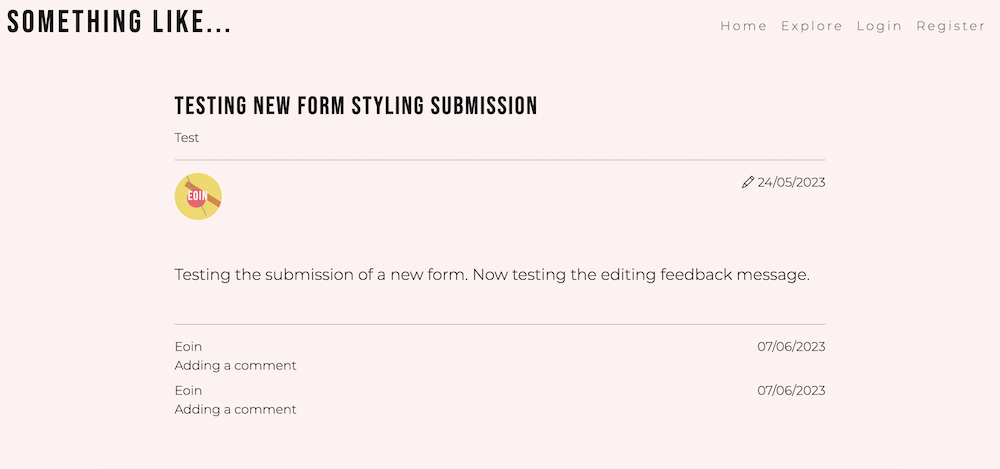 SOMETHING LIKE...
Home Explore Login Register
TESTING NEW FORM STYLING SUBMISSION
Test
EOIN
24/05/2023
Testing the submission of a new form. Now testing the editing feedback message.
Eoin 07/06/2023
Adding a comment
Eoin 07/06/2023
Adding a comment